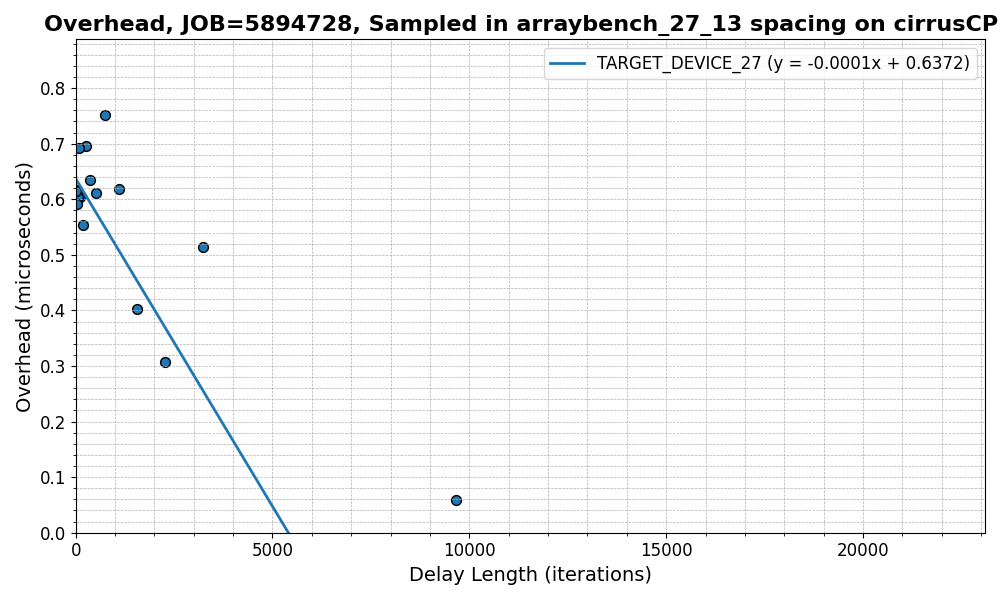 Overhead, JOB=5894728, Sampled in arraybench_27_13 spacing on cirrusCP
TARGET_DEVICE_27 (y = -0.0001x + 0.6372)
Overhead (microseconds)
0.8
0.7
0.6
0.5
0.4
0.3
0.2
0.1
0.0
0 5000 10000 15000 20000
Delay Length (iterations)